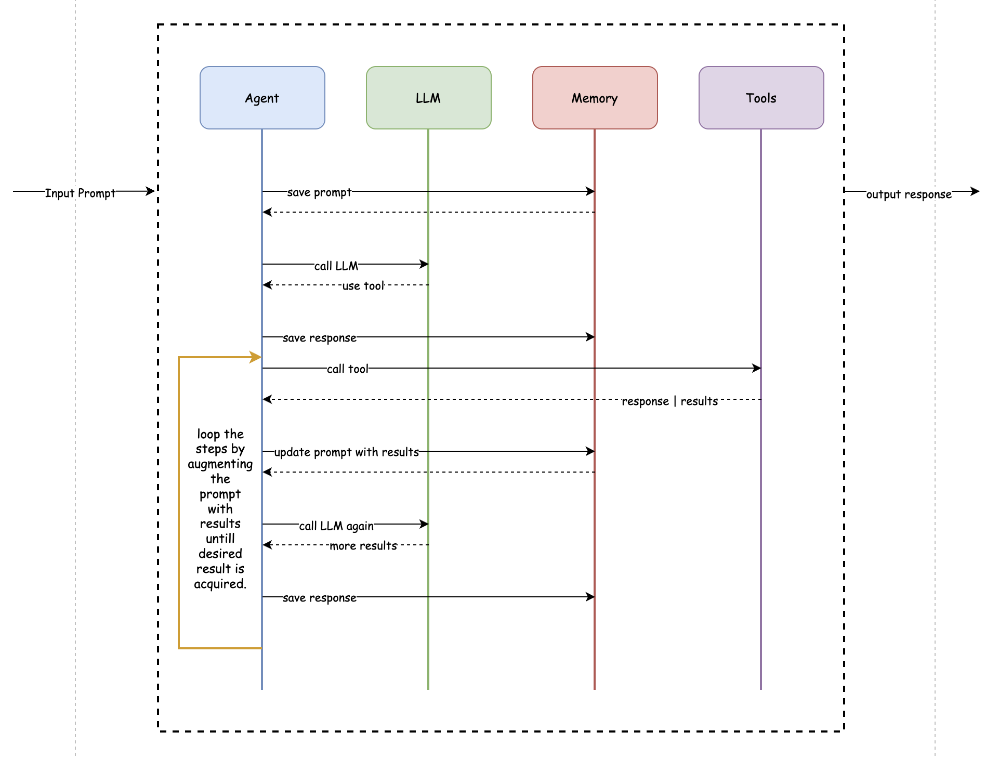 Agent
LLM
Memory
Tools
Input Prompt
save prompt
output response
call LLM
use tool
save response
call tool
response | results
loop the
steps by
augmenting
the
prompt
with
results
untill
desired
result is
acquired.
update prompt with results
call LLM again
more results
save response